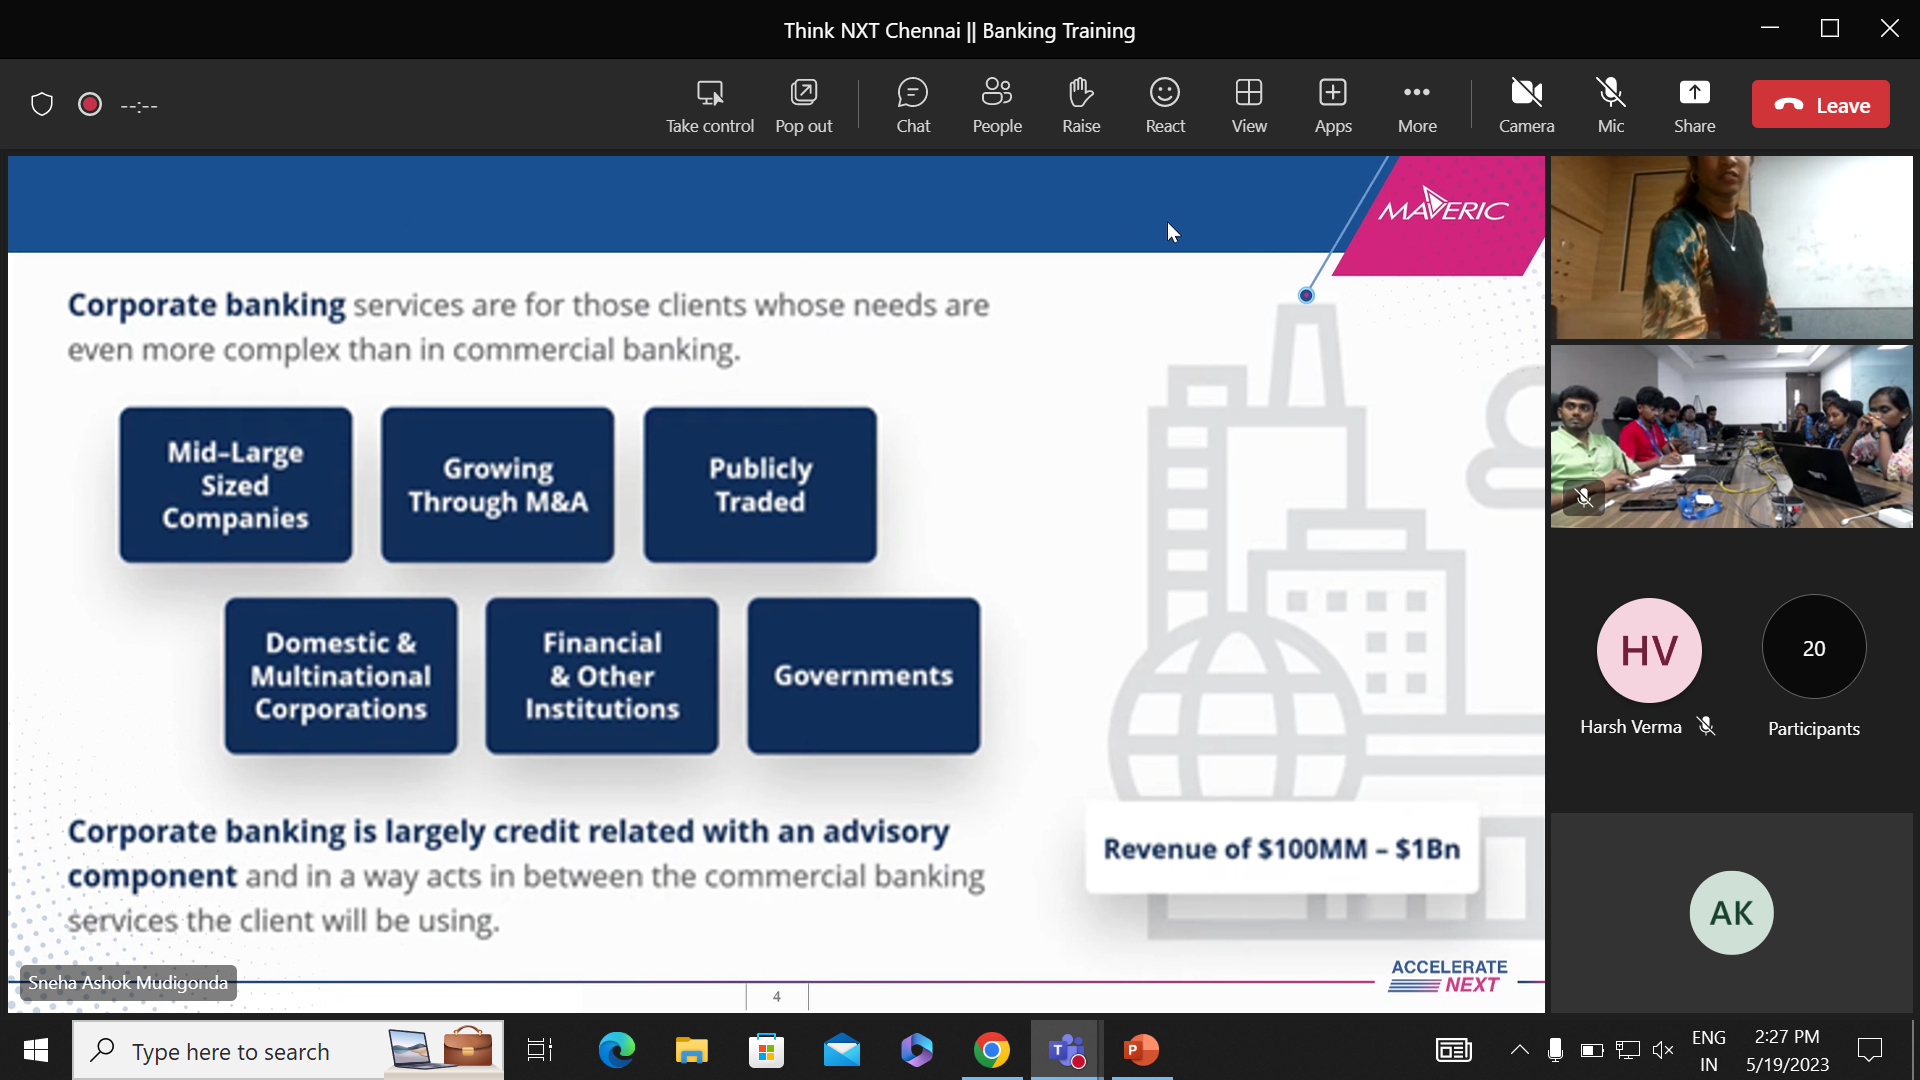 Think NXT Chennai || Banking Training
--:--
Take control
Pop out
Chat
People
Raise
React
View
Apps
More
Camera
Mic
Share
Leave
MAVERIC
Corporate banking services are for those clients whose needs are
even more complex than in commercial banking.
Mid–Large
Sized
Companies
Growing
Through M&A
Publicly
Traded
Domestic &
Multinational
Corporations
Financial
& Other
Institutions
Governments
Corporate banking is largely credit related with an advisory
component and in a way acts in between the commercial banking
services the client will be using.
Revenue of $100MM – $1Bn
Sneha Ashok Mudigonda
4
ACCELERATE
NEXT
HV
Harsh Verma
20
Participants
AK
Type here to search
T
P
ENG
IN
2:27 PM
5/19/2023